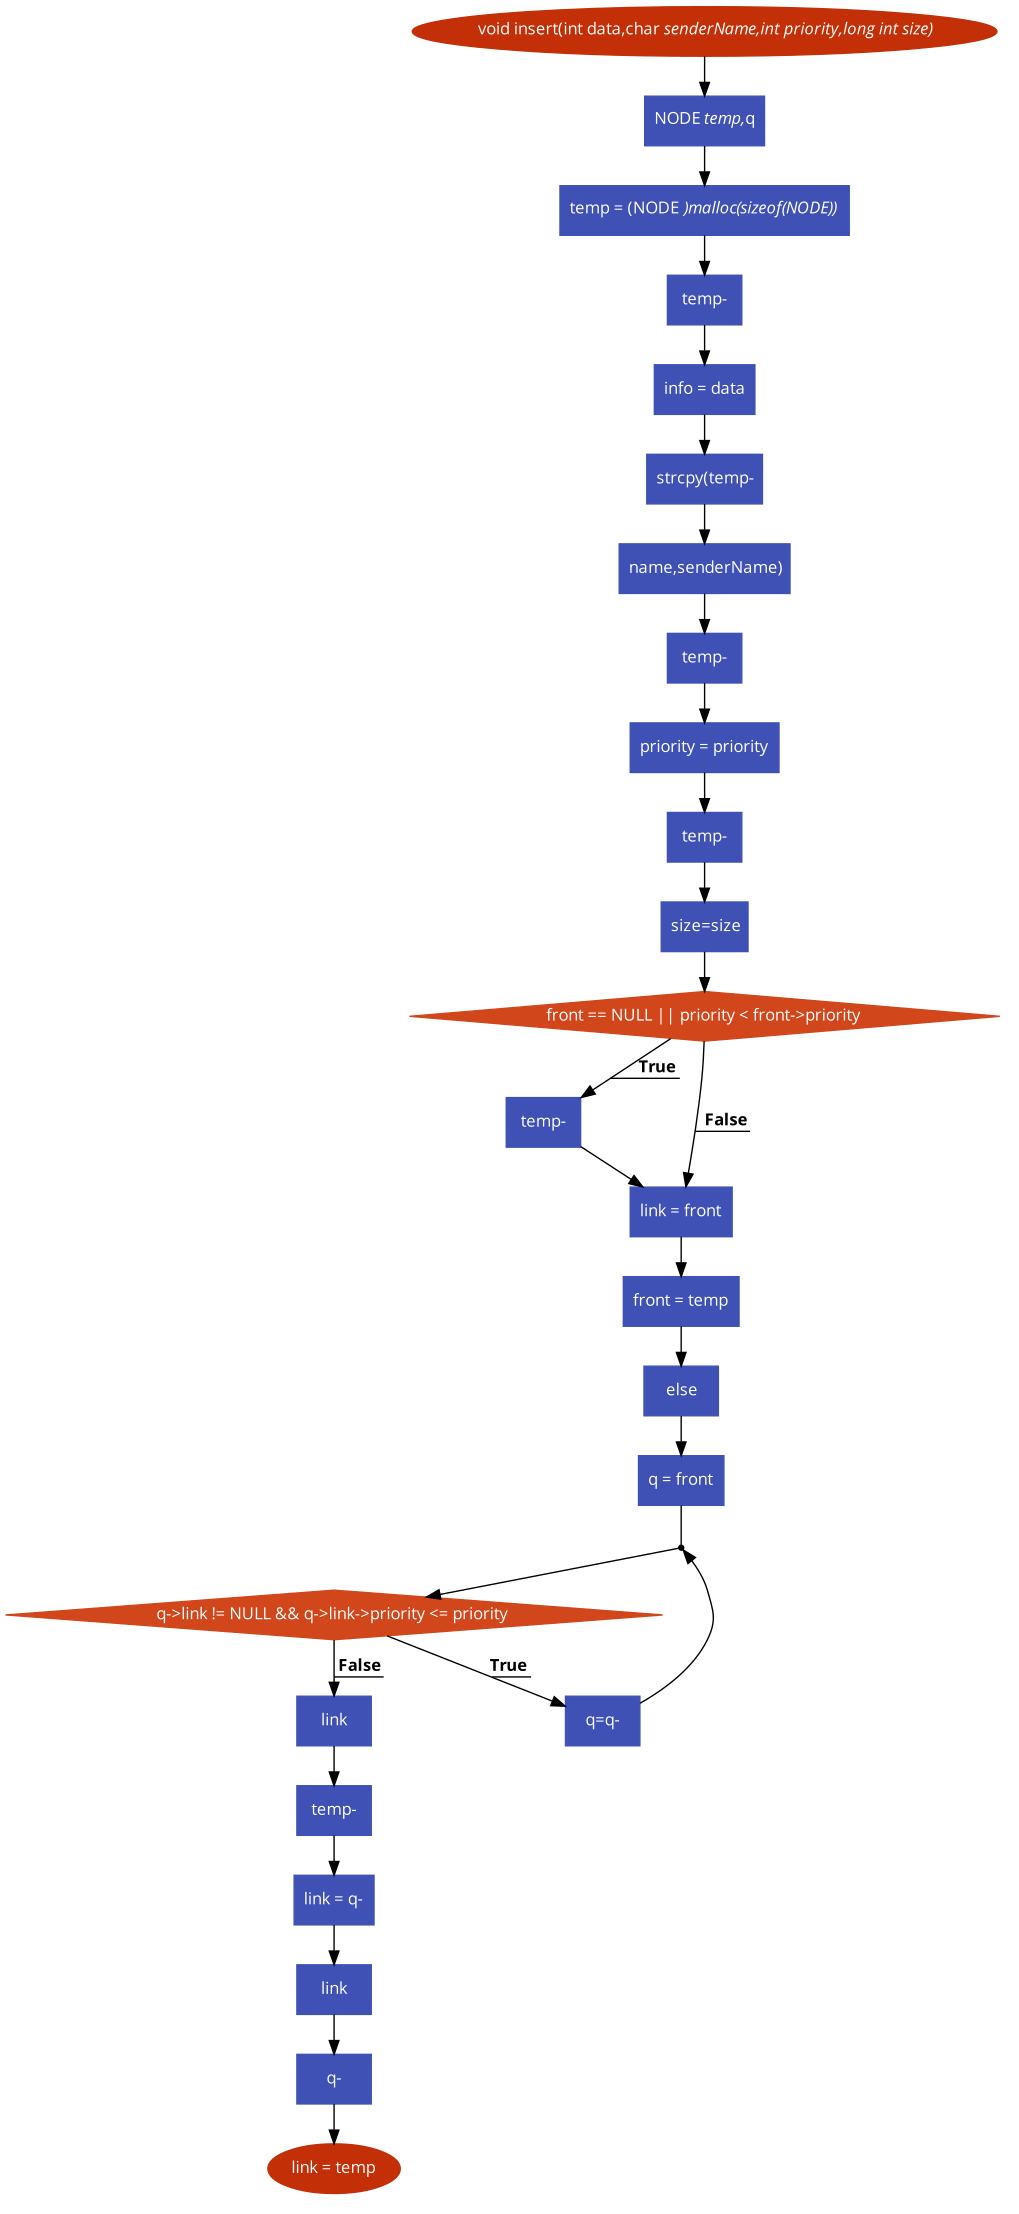 void insert(int data,char senderName,int priority,long int size)
NODE temp,q
temp = (NODE )malloc(sizeof(NODE))
temp-
info = data
strcpy(temp-
name,senderName)
temp-
priority = priority
temp-
size=size
front == NULL || priority < front->priority
True
temp-
False
link = front
front = temp
else
q = front
q->link != NULL && q->link->priority <= priority
False
True
link
q=q-
temp-
link = q-
link
q-
link = temp